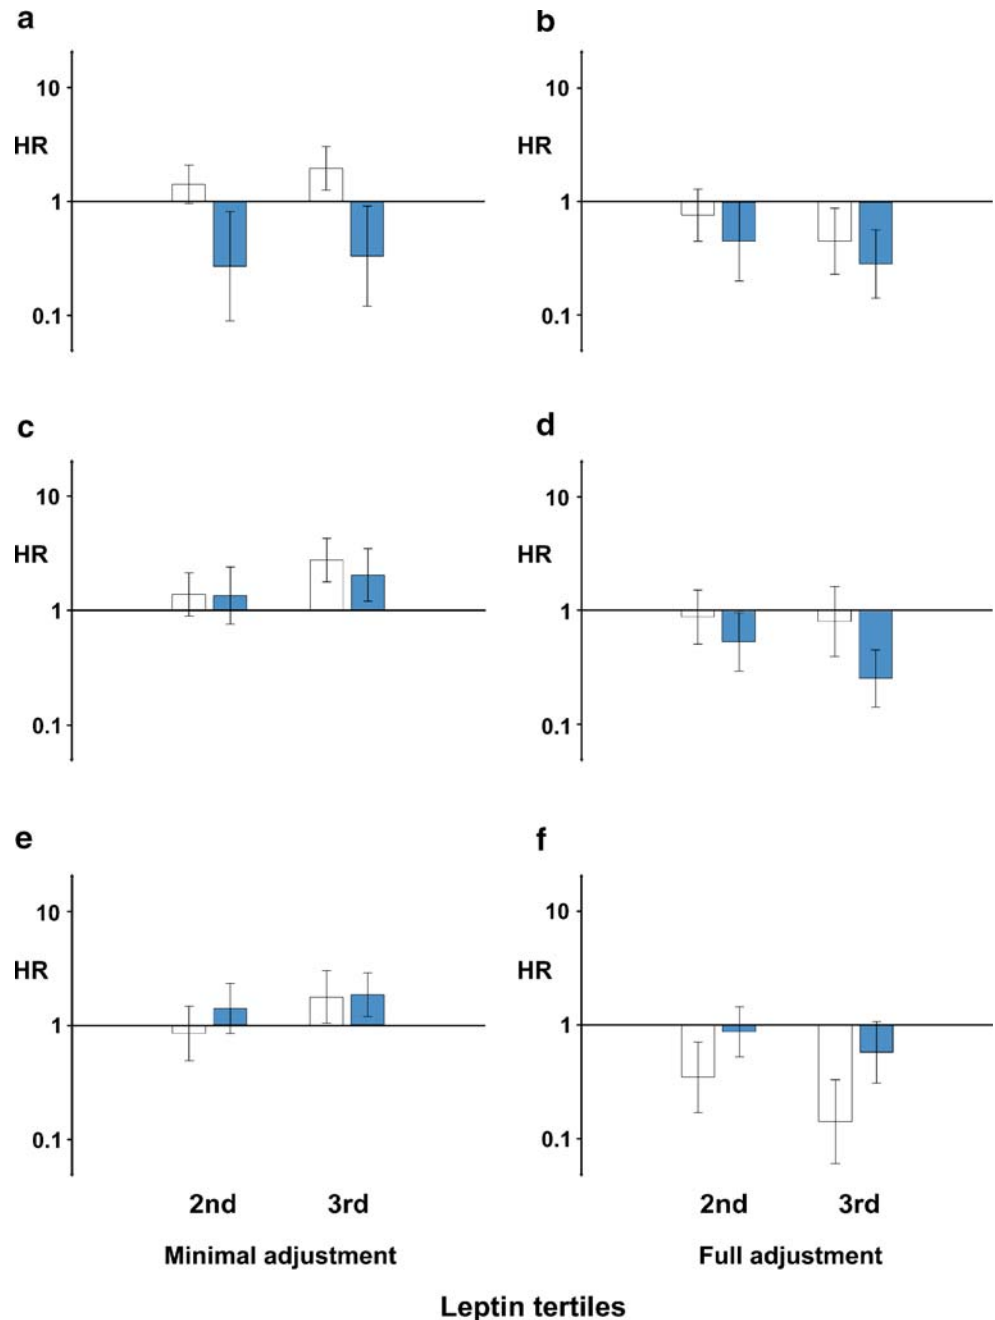 a
10
HR
1
0.1
b
10
HR
1
0.1
c
10
HR
1
0.1
d
10
HR
1
0.1
e
10
HR
1
0.1
2nd 3rd
Minimal adjustment
f
10
HR
1
0.1
2nd 3rd
Full adjustment
Leptin tertiles